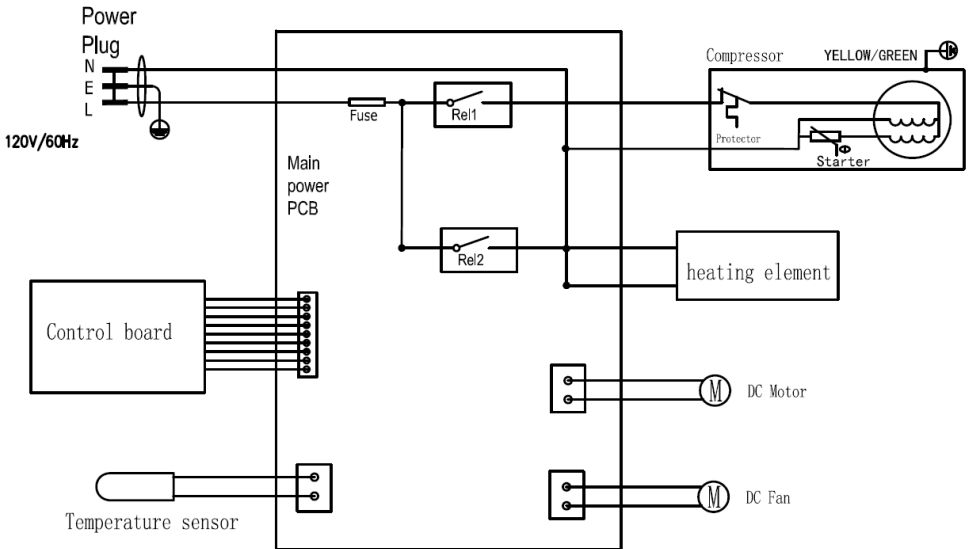 Power
Plug
N
E
L
120V/60Hz
Fuse
Rel1
Compressor
YELLOW/GREEN
Protector
Starter
Main
power
PCB
Rel2
heating element
Control board
M
DC Motor
Temperature sensor
M
DC Fan